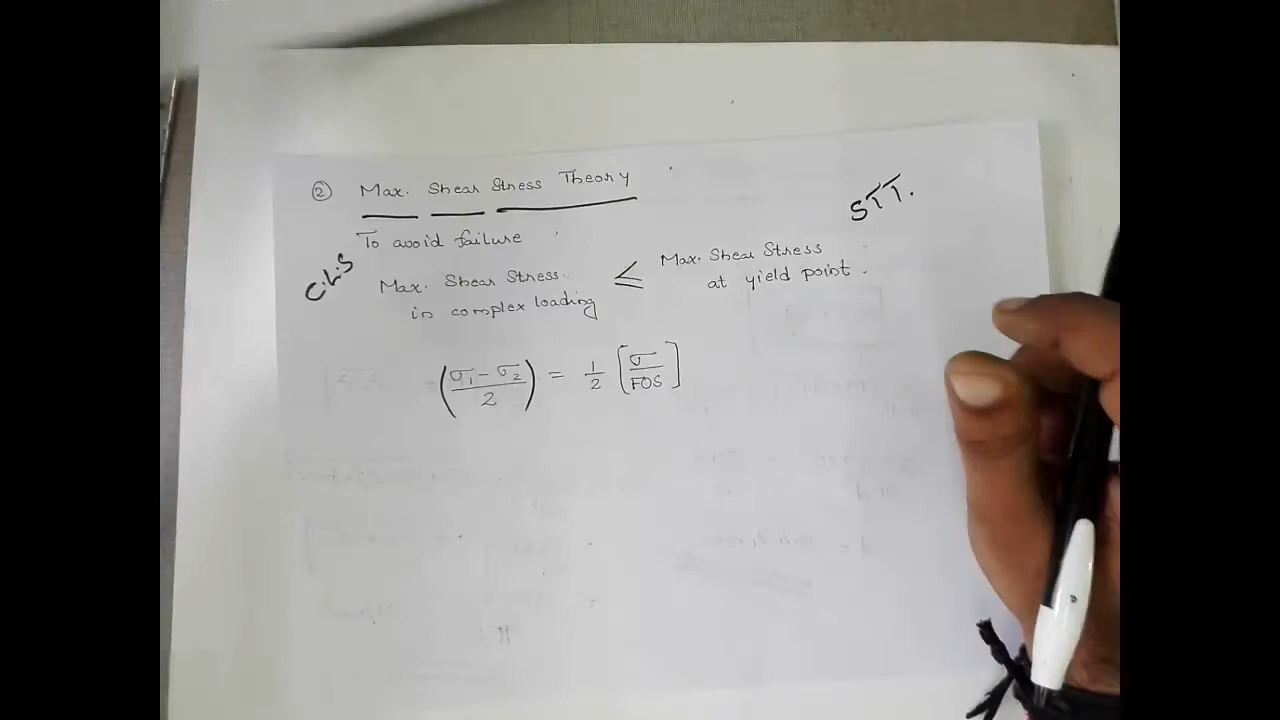 ② Max. Shear Stress Theory
STT.
To avoid failure
C.L.S
Max. Shear Stress ≤ Max. Shear Stress
in complex loading at yield point.
(σ₁ - σ₂ / 2) = 1/2 [σ / FOS]